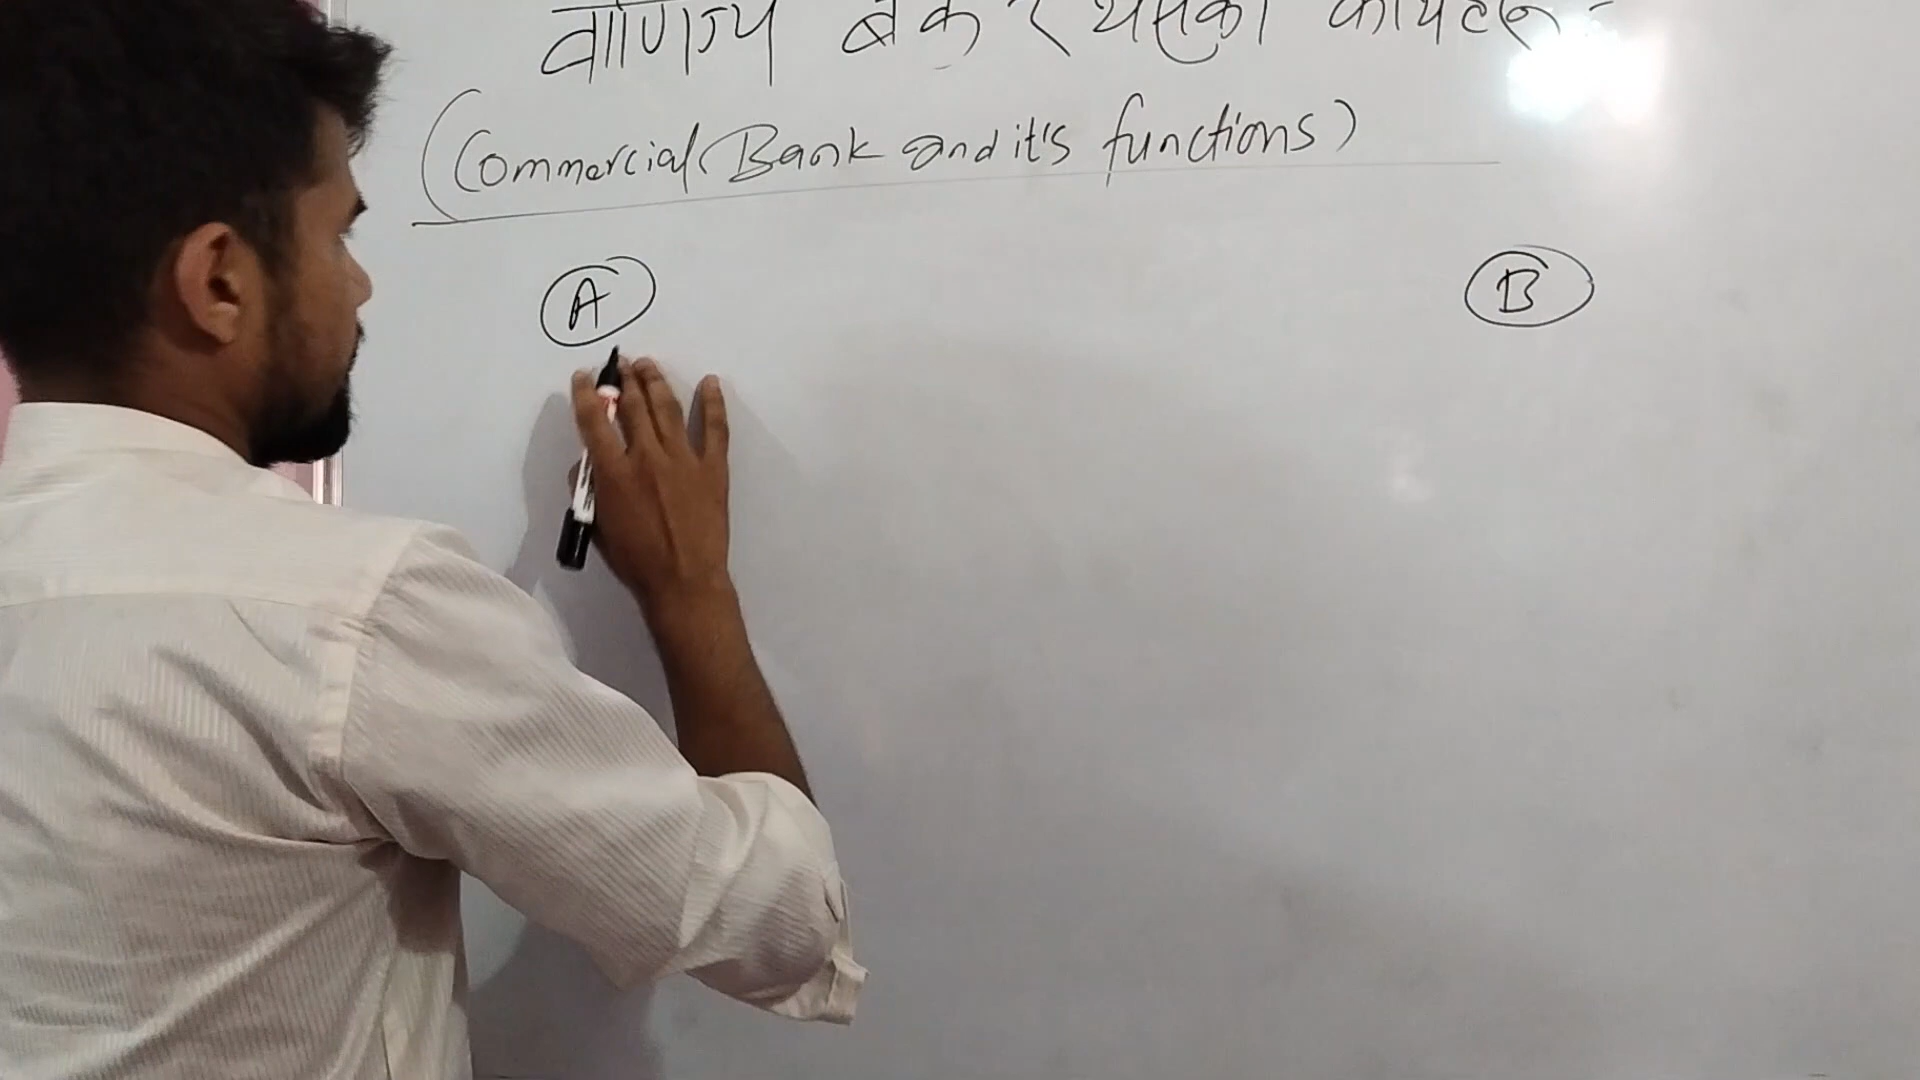 वाणिज्य बैंक र यसको कार्यहरू :-
(Commercial Bank and it's functions)
A
B